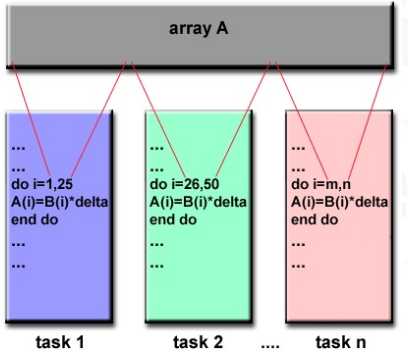 array A
...
...
do i=1,25
A(i)=B(i)*delta
end do
...
...
...
...
do i=26,50
A(i)=B(i)*delta
end do
...
...
...
...
do i=m,n
A(i)=B(i)*delta
end do
...
...
task 1
task 2
....
task n